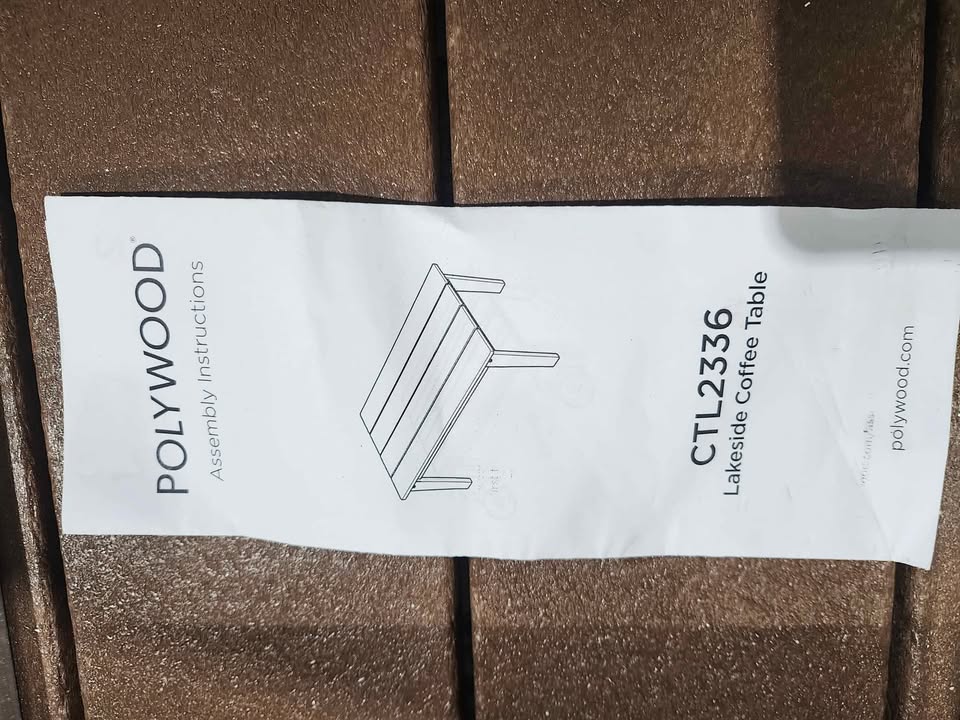 POLYWOOD®
Assembly Instructions
CTL2336
Lakeside Coffee Table
polywood.com